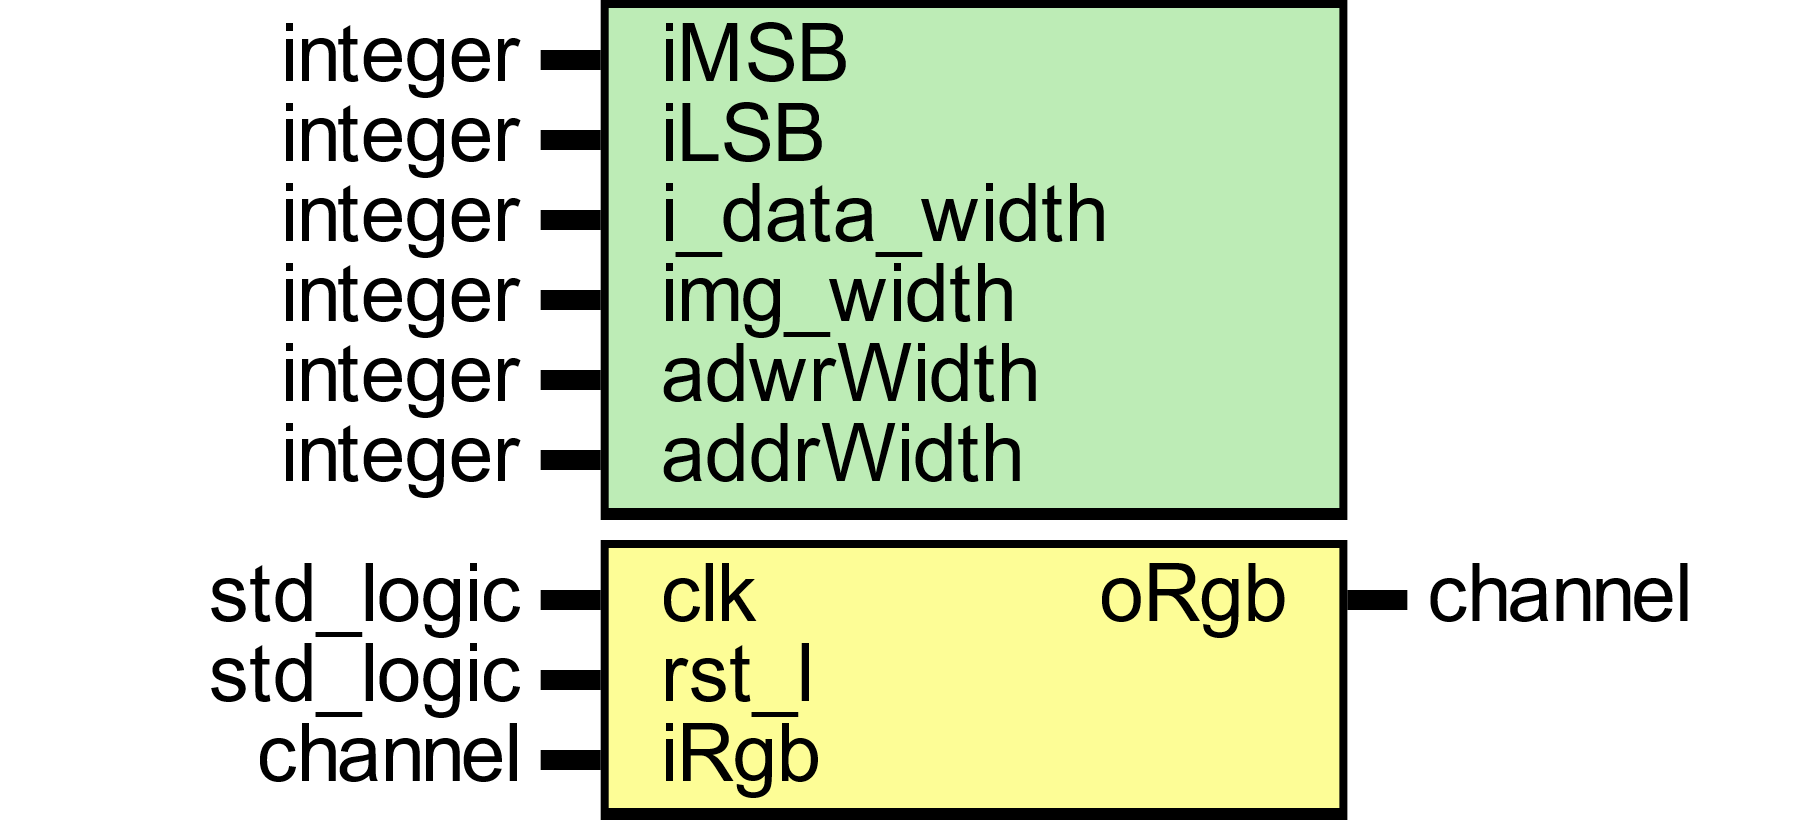 integer iMSB
integer iLSB
integer i_data_width
integer img_width
integer adwrWidth
integer addrWidth
std_logic clk oRgb channel
std_logic rst_l
channel iRgb